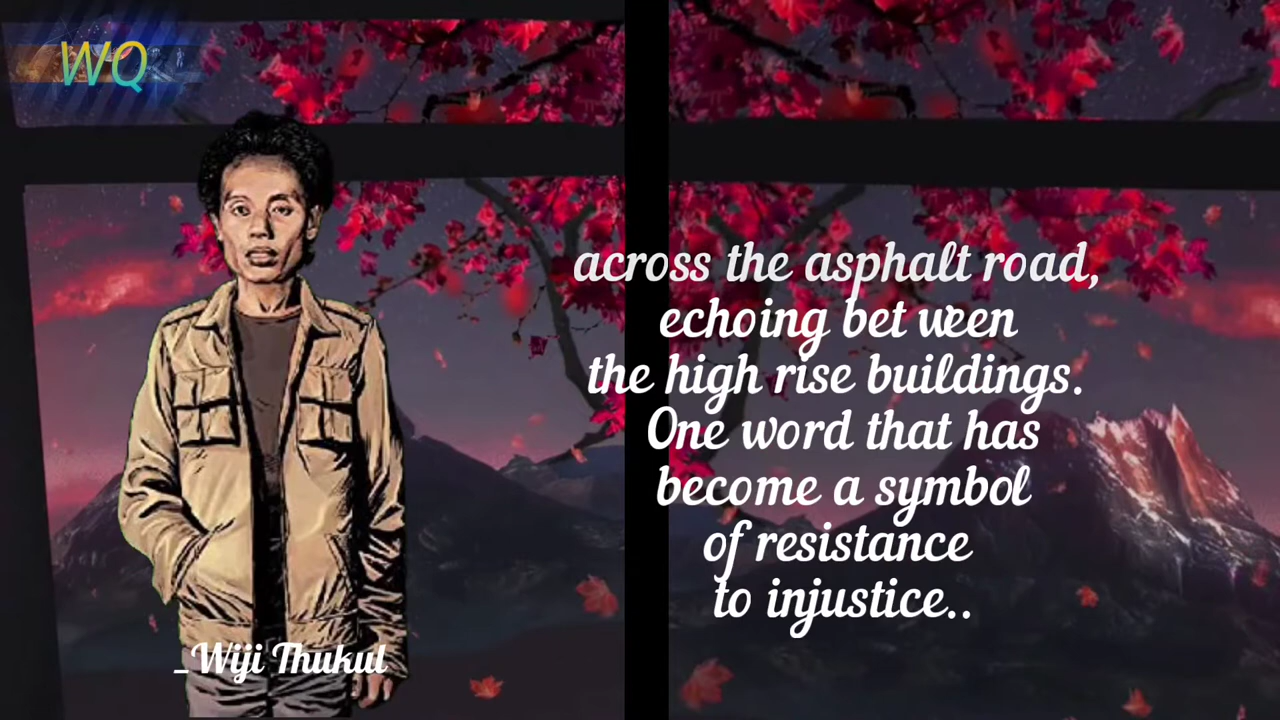 WQ
across the asphalt road,
echoing bet ween
the high rise buildings.
One word that has
become a symbol
of resistance
to injustice..
_Wiji Thukul